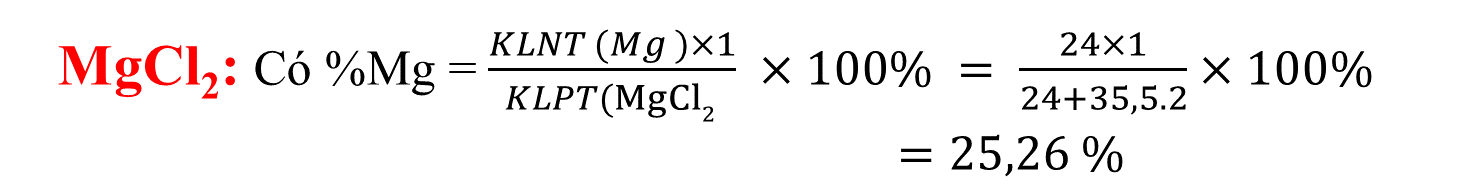 MgCl₂: Có %Mg = KLNT (Mg)×1 / KLPT(MgCl₂ × 100% = 24×1 / 24+35,5.2 × 100%
= 25,26 %